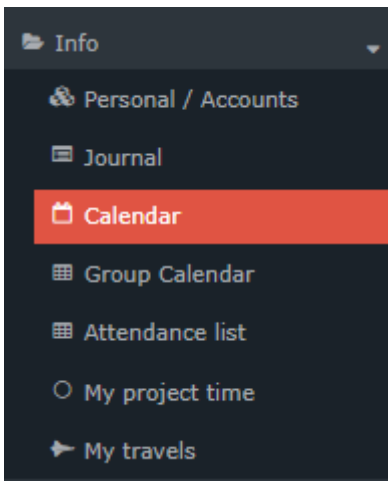 Info
Personal / Accounts
Journal
Calendar
Group Calendar
Attendance list
My project time
My travels